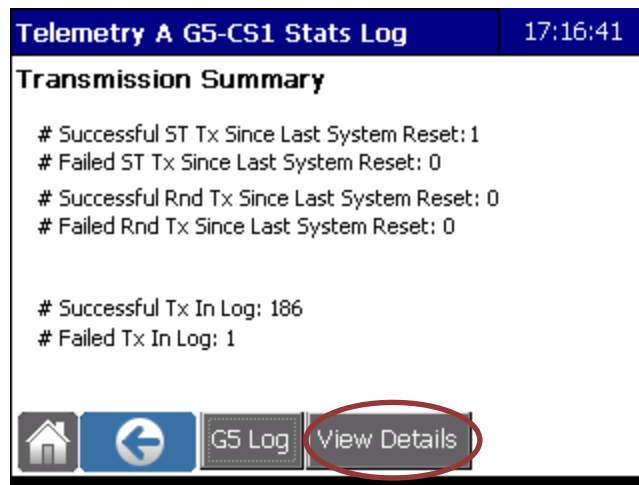 Telemetry A G5-CS1 Stats Log 17:16:41
Transmission Summary
# Successful ST Tx Since Last System Reset: 1
# Failed ST Tx Since Last System Reset: 0
# Successful Rnd Tx Since Last System Reset: 0
# Failed Rnd Tx Since Last System Reset: 0
# Successful Tx In Log: 186
# Failed Tx In Log: 1
G5 Log View Details